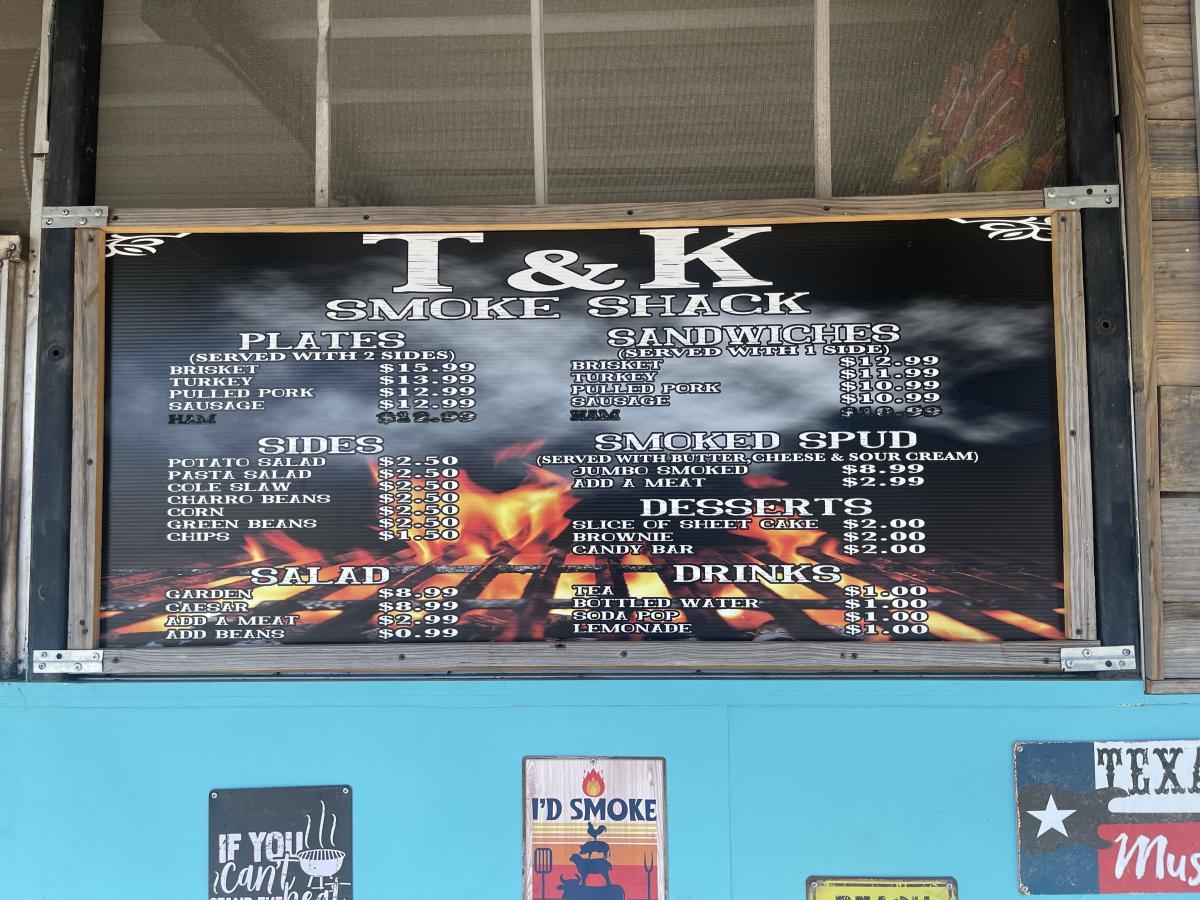 T & K
SMOKE SHACK
PLATES
(SERVED WITH 2 SIDES)
BRISKET $15.99
TURKEY $13.99
PULLED PORK $12.99
SAUSAGE $12.99
HAM $12.99
SIDES
POTATO SALAD $2.50
PASTA SALAD $2.50
COLE SLAW $2.50
CHARRO BEANS $2.50
CORN $2.50
GREEN BEANS $2.50
CHIPS $1.50
SALAD
GARDEN $8.99
CAESAR $8.99
ADD A MEAT $2.99
ADD BEANS $0.99
SANDWICHES
(SERVED WITH 1 SIDE)
BRISKET $12.99
TURKEY $11.99
PULLED PORK $10.99
SAUSAGE $10.99
HAM $10.99
SMOKED SPUD
(SERVED WITH BUTTER,CHEESE & SOUR CREAM)
JUMBO SMOKED $8.99
ADD A MEAT $2.99
DESSERTS
SLICE OF SHEET CAKE $2.00
BROWNIE $2.00
CANDY BAR $2.00
DRINKS
TEA $1.00
BOTTLED WATER $1.00
SODA POP $1.00
LEMONADE $1.00
IF YOU
can't
I'D SMOKE
TEXA
Mus